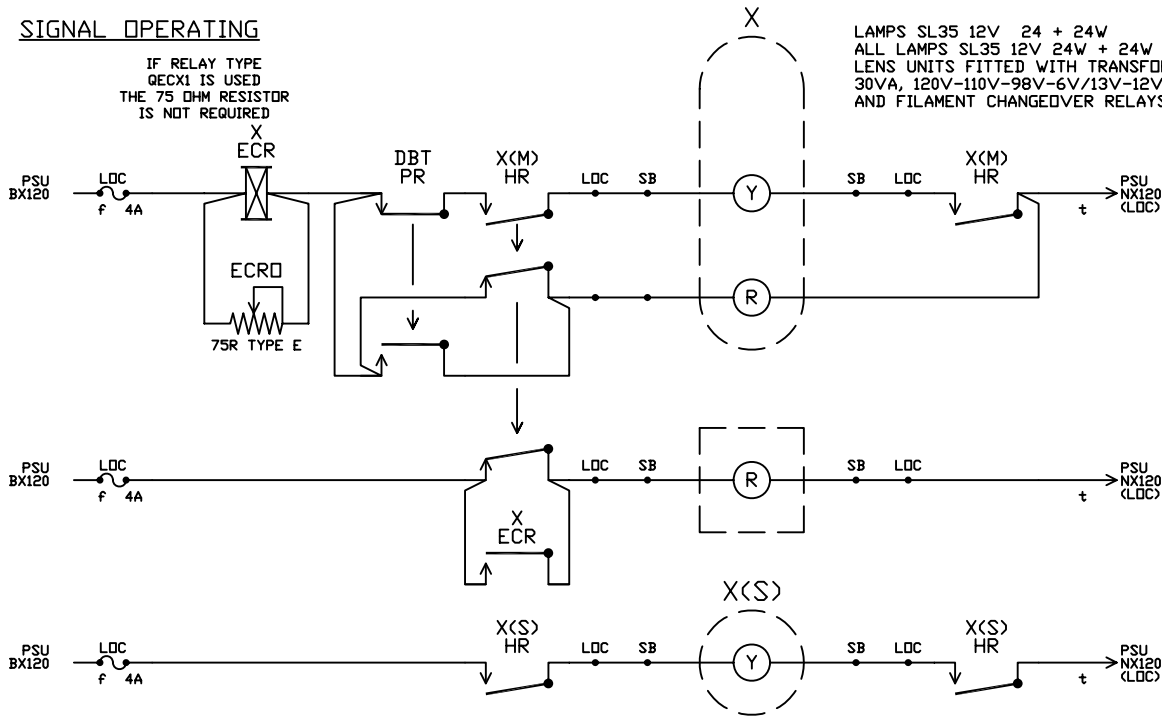 SIGNAL OPERATING
X
LAMPS SL35 12V 24 + 24W
ALL LAMPS SL35 12V 24W + 24W
LENS UNITS FITTED WITH
30VA, 120V-110V-98V-6V/13V-12V
AND FILAMENT CHANGEOVER RELAYS
IF RELAY TYPE
QECX1 IS USED
THE 75 OHM RESISTOR
IS NOT REQUIRED
X
ECR
DBT
PR
X(M)
HR
X(M)
HR
PSU
BX120
LOC
f 4A
LOC
SB
Y
SB
LOC
t
PSU
NX120
(LOC)
ECRO
75R TYPE E
R
PSU
BX120
LOC
f 4A
LOC
SB
R
SB
LOC
t
PSU
NX120
(LOC)
X
ECR
X(S)
X(S)
HR
X(S)
HR
PSU
BX120
LOC
f 4A
LOC
SB
Y
SB
LOC
t
PSU
NX120
(LOC)